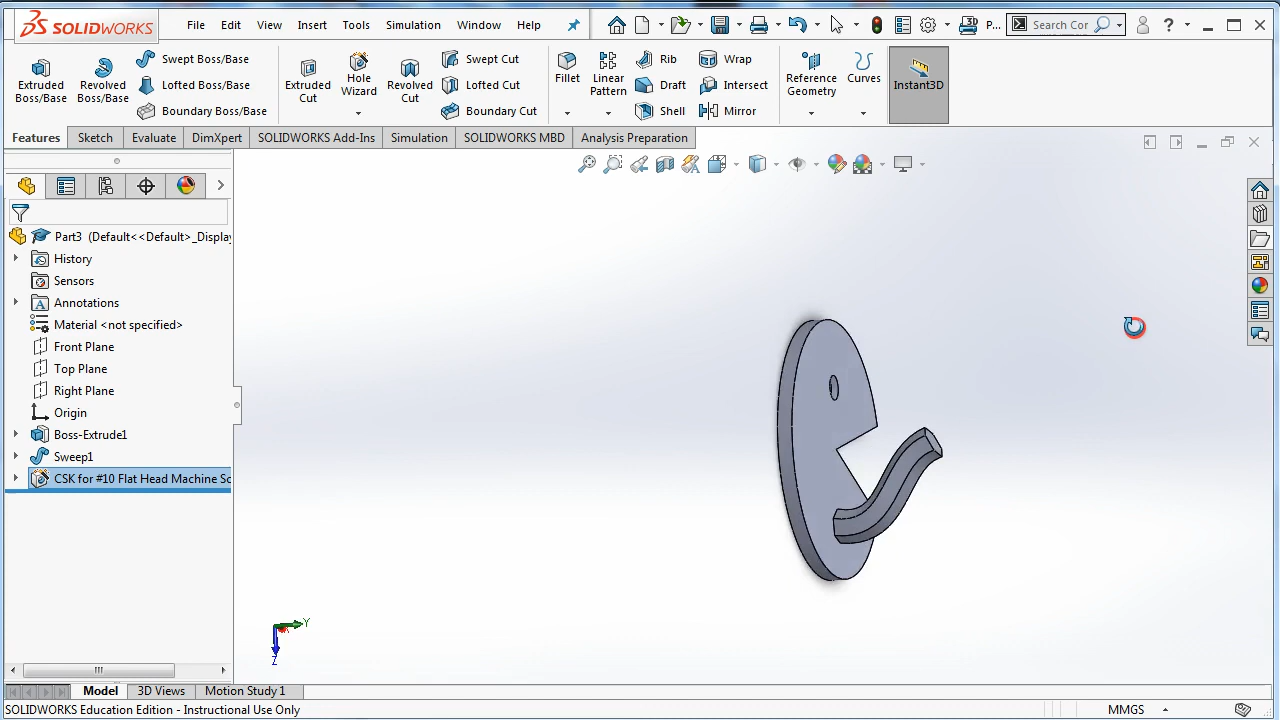 SOLIDWORKS File Edit View Insert Tools Simulation Window Help P... Search Cor ?
Extruded Boss/Base
Revolved Boss/Base
Swept Boss/Base
Lofted Boss/Base
Boundary Boss/Base
Extruded Cut
Hole Wizard
Revolved Cut
Swept Cut
Lofted Cut
Boundary Cut
Fillet
Linear Pattern
Rib
Draft
Shell
Wrap
Intersect
Mirror
Reference Geometry
Curves
Instant3D
Features Sketch Evaluate DimXpert SOLIDWORKS Add-Ins Simulation SOLIDWORKS MBD Analysis Preparation
Part3 (Default<<Default>_Display
History
Sensors
Annotations
Material <not specified>
Front Plane
Top Plane
Right Plane
Origin
Boss-Extrude1
Sweep1
CSK for #10 Flat Head Machine Sc
Y
Z
Model 3D Views Motion Study 1
SOLIDWORKS Education Edition - Instructional Use Only MMGS